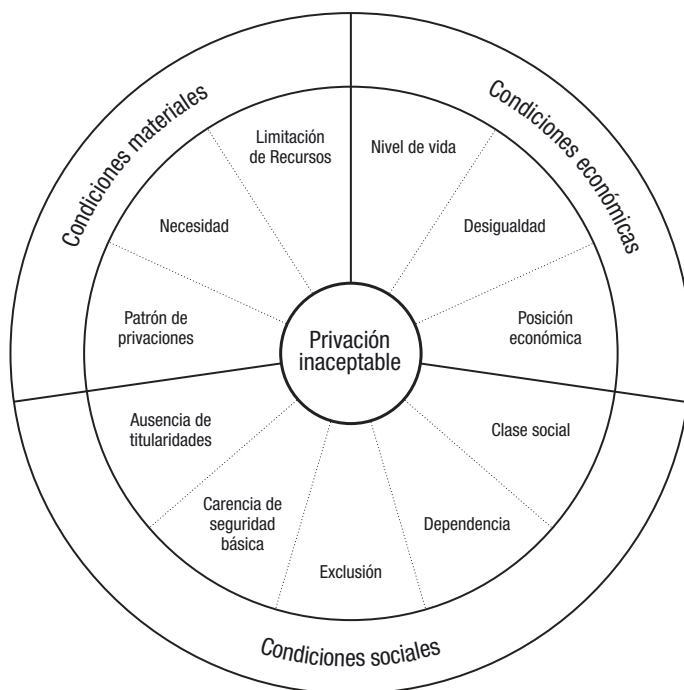 Condiciones materiales
Condiciones económicas
Limitación
de Recursos
Nivel de vida
Necesidad
Desigualdad
Patrón de
privaciones
Privación
inaceptable
Posición
económica
Ausencia de
titularidades
Clase social
Carencia de
seguridad
básica
Dependencia
Exclusión
Condiciones sociales